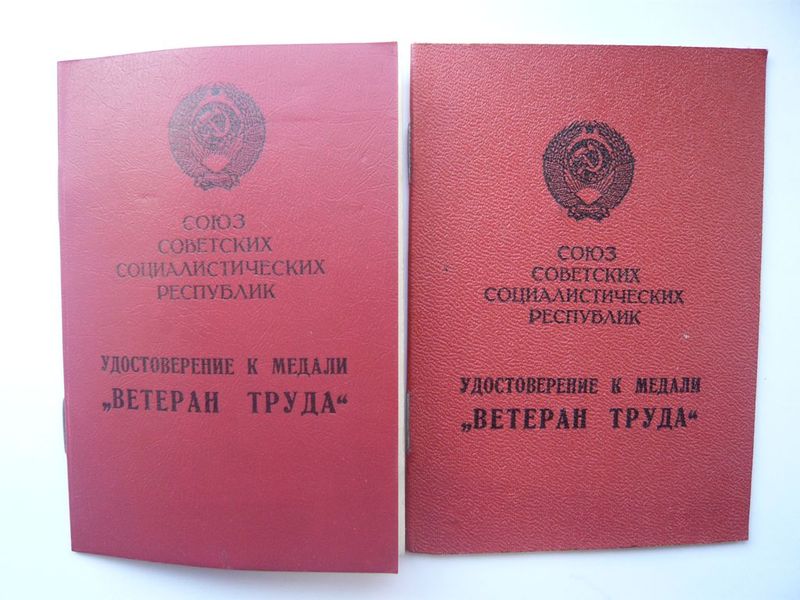 СОЮЗ
СОВЕТСКИХ
СОЦИАЛИСТИЧЕСКИХ
РЕСПУБЛИК
УДОСТОВЕРЕНИЕ К МЕДАЛИ
„ВЕТЕРАН ТРУДА“
СОЮЗ
СОВЕТСКИХ
СОЦИАЛИСТИЧЕСКИХ
РЕСПУБЛИК
УДОСТОВЕРЕНИЕ К МЕДАЛИ
„ВЕТЕРАН ТРУДА“